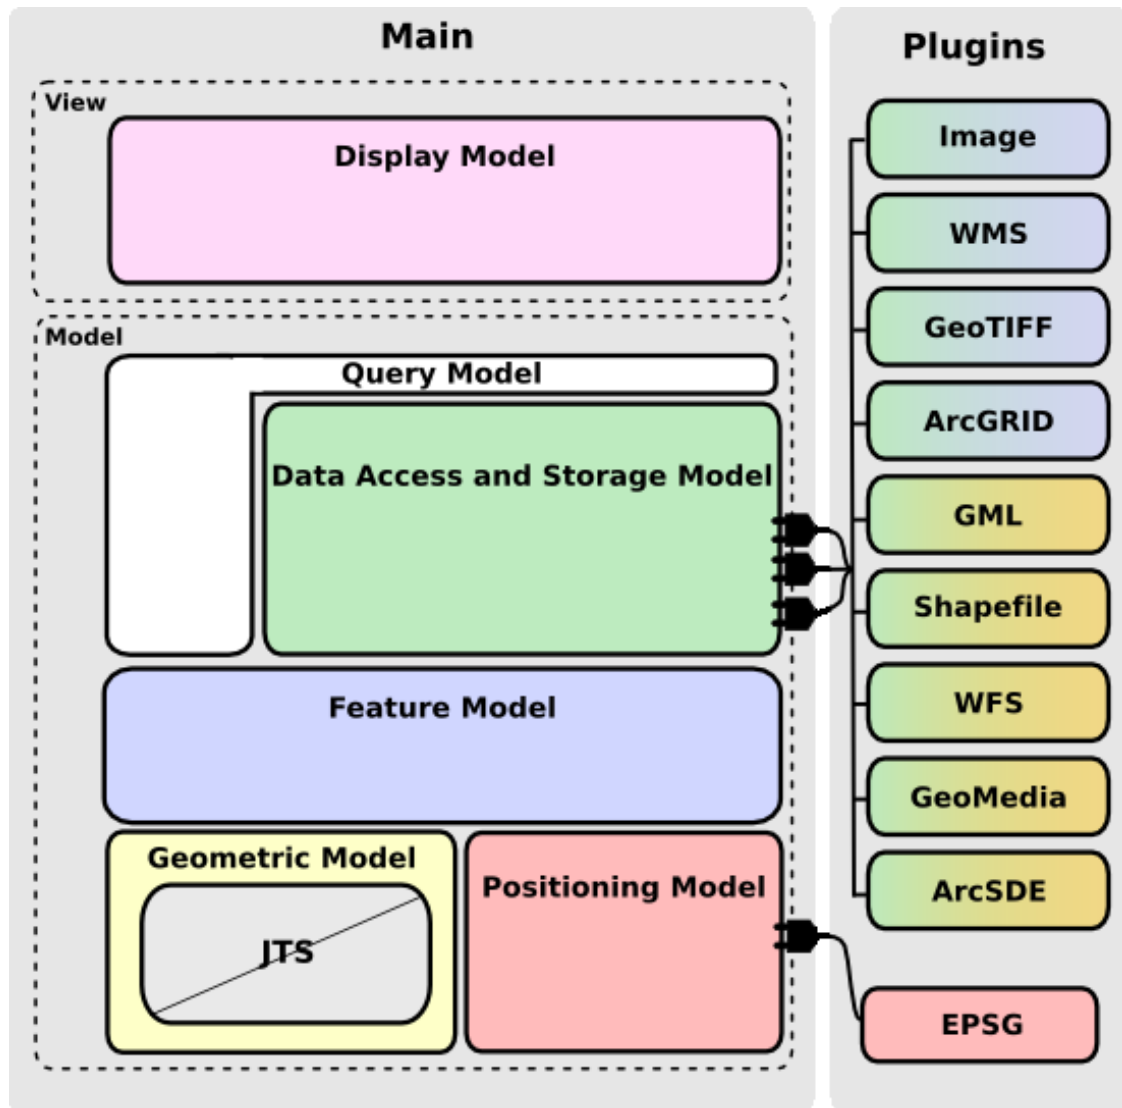 Main
View
Display Model
Model
Query Model
Data Access and Storage Model
Feature Model
Geometric Model
JTS
Positioning Model
Plugins
Image
WMS
GeoTIFF
ArcGRID
GML
Shapefile
WFS
GeoMedia
ArcSDE
EPSG